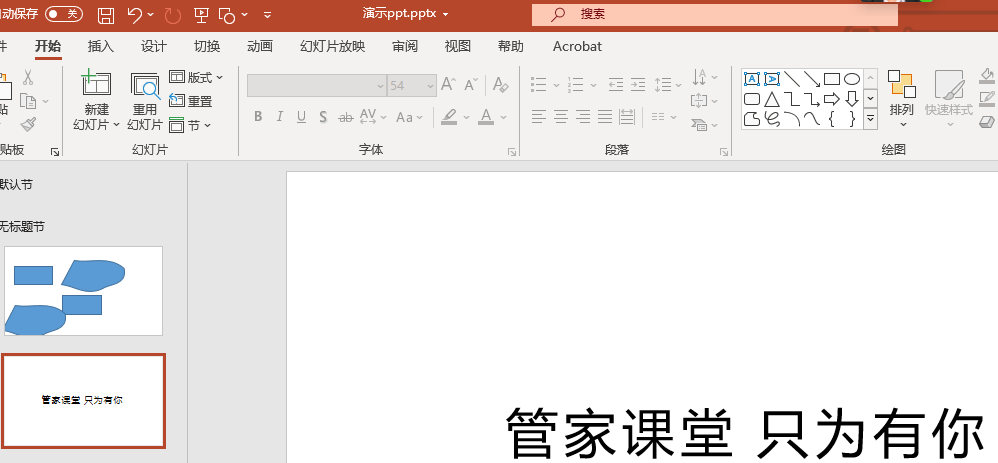 动保存 关 演示ppt.pptx 搜索
件 开始 插入 设计 切换 动画 幻灯片放映 审阅 视图 帮助 Acrobat
贴 新建 幻灯片 重用 幻灯片 版式 重置 节 54 A A A 排列 快速样式
B I U S ab AV Aa A
贴板 幻灯片 字体 段落 绘图
默认节
无标题节
管家课堂 只为有你
管家课堂 只为有你